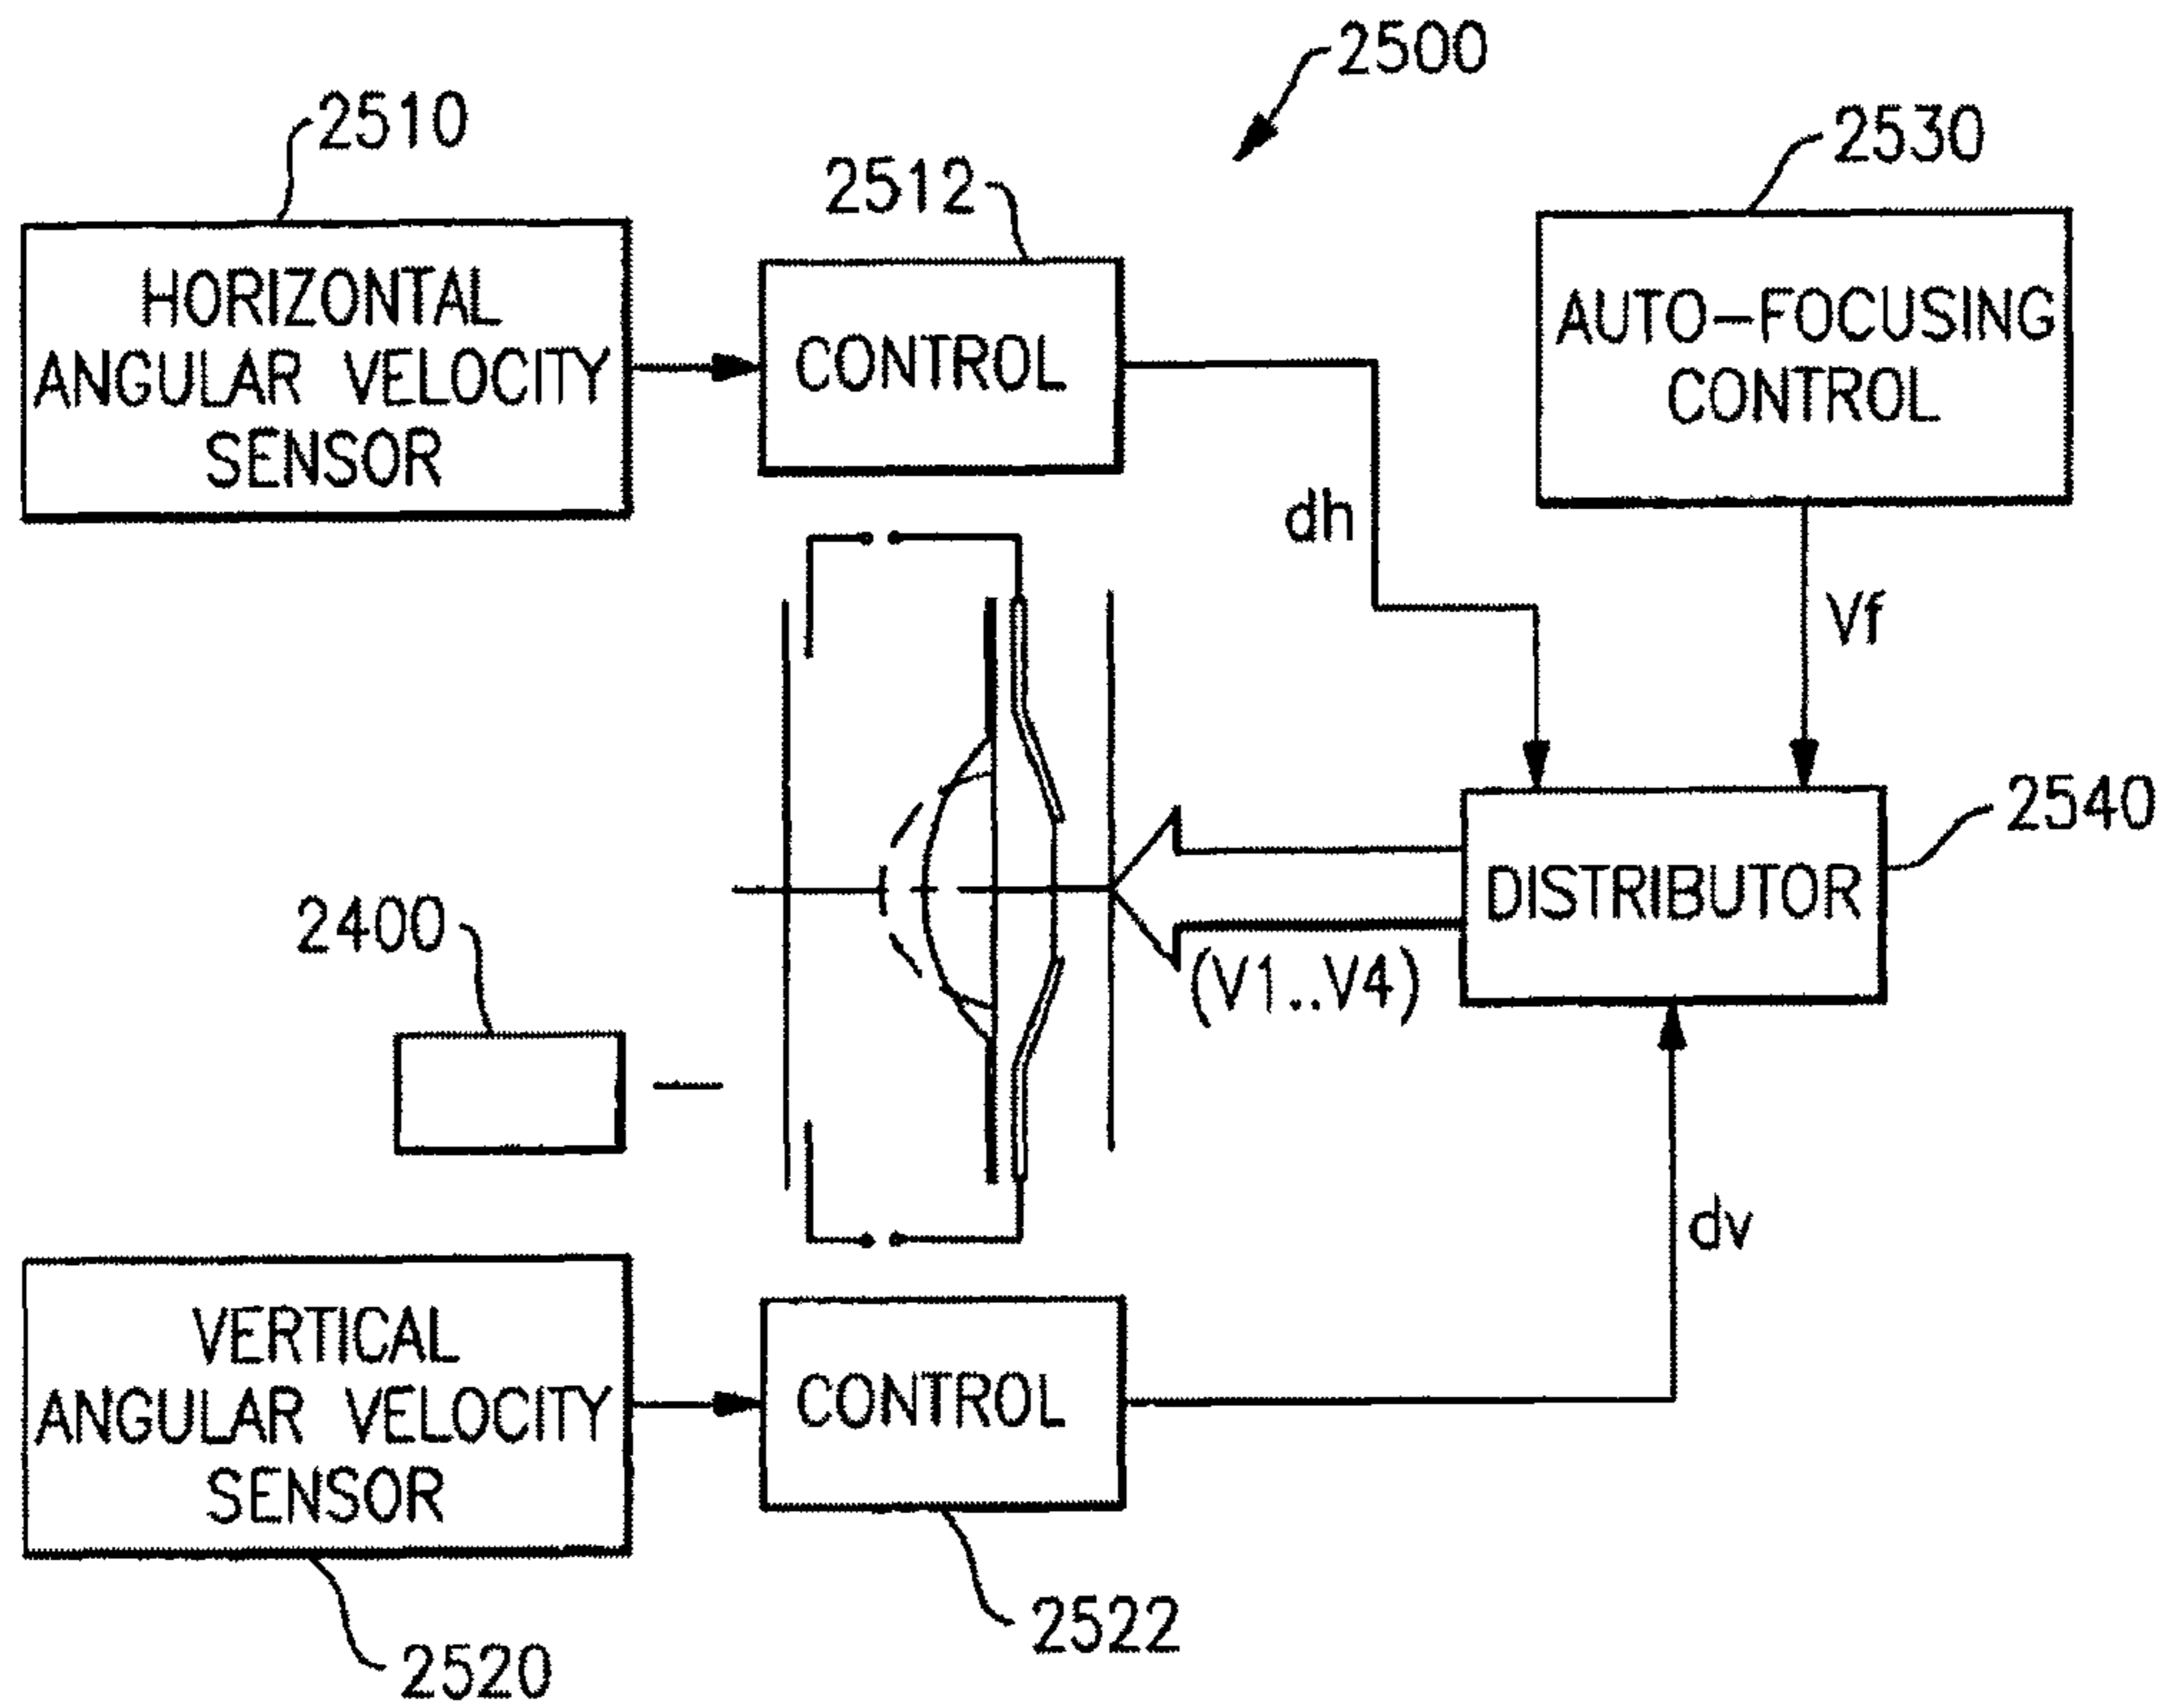 2500
2510
2530
2512
HORIZONTAL
ANGULAR VELOCITY
SENSOR
CONTROL
AUTO-FOCUSING
CONTROL
dh
Vf
2540
DISTRIBUTOR
2400
(V1..V4)
dv
VERTICAL
ANGULAR VELOCITY
SENSOR
CONTROL
2522
2520